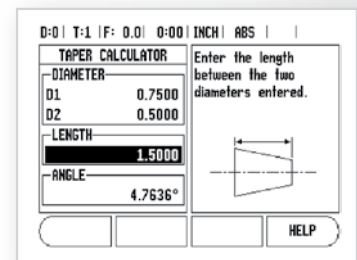 D:0 | T:1 | F: 0.0 | 0:00 | INCH | ABS | |
TAPER CALCULATOR
DIAMETER
D1 0.7500
D2 0.5000
LENGTH
1.5000
ANGLE
4.7636°
Enter the length
between the two
diameters entered.
HELP